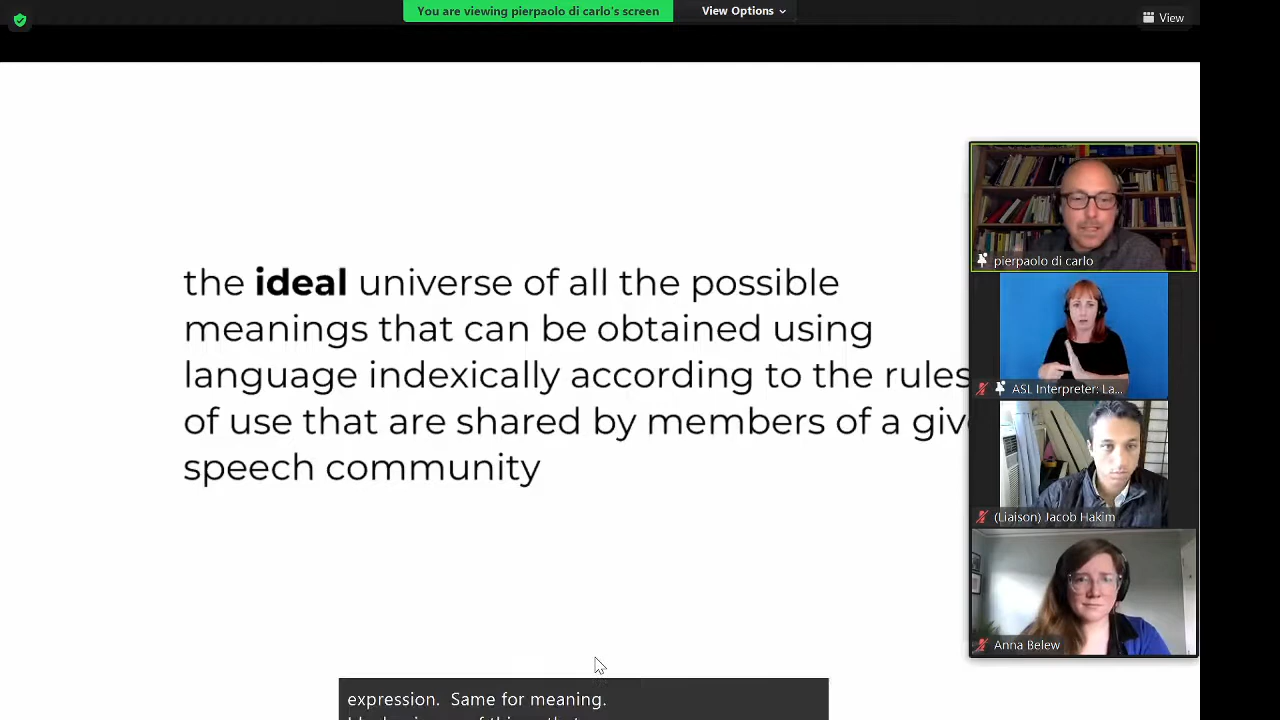 You are viewing pierpaolo di carlo's screen
View Options
View
the ideal universe of all the possible
meanings that can be obtained using
language indexically according to the rules
of use that are shared by members of a giv
speech community
pierpaolo di carlo
ASL Interpreter: La...
(Liaison) Jacob Hakim
Anna Belew
expression. Same for meaning.